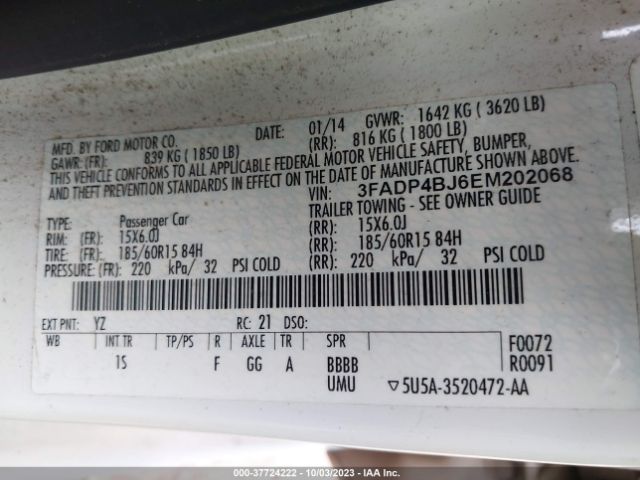 MFD. BY FORD MOTOR CO.
DATE: 01/14 GVWR: 1642 KG ( 3620 LB)
GAWR: (FR): 839 KG ( 1850 LB) (RR): 816 KG ( 1800 LB)
THIS VEHICLE CONFORMS TO ALL APPLICABLE FEDERAL MOTOR VEHICLE SAFETY, BUMPER,
AND THEFT PREVENTION STANDARDS IN EFFECT ON THE DATE OF MANUFACTURE SHOWN ABOVE.
VIN: 3FADP4BJ6EM202068
TYPE: Passenger Car TRAILER TOWING - SEE OWNER GUIDE
RIM: (FR): 15X6.0J (RR): 15X6.0J
TIRE: (FR): 185/60R15 84H (RR): 185/60R15 84H
PRESSURE: (FR): 220 kPa/ 32 PSI COLD (RR): 220 kPa/ 32 PSI COLD
EXT PNT: YZ RC: 21 DSO:
WB INT TR TP/PS R AXLE TR SPR F0072
1S F GG A BBBB R0091
UMU ▽5U5A-3520472-AA
000-37724222 - 10/03/2023 - IAA Inc.